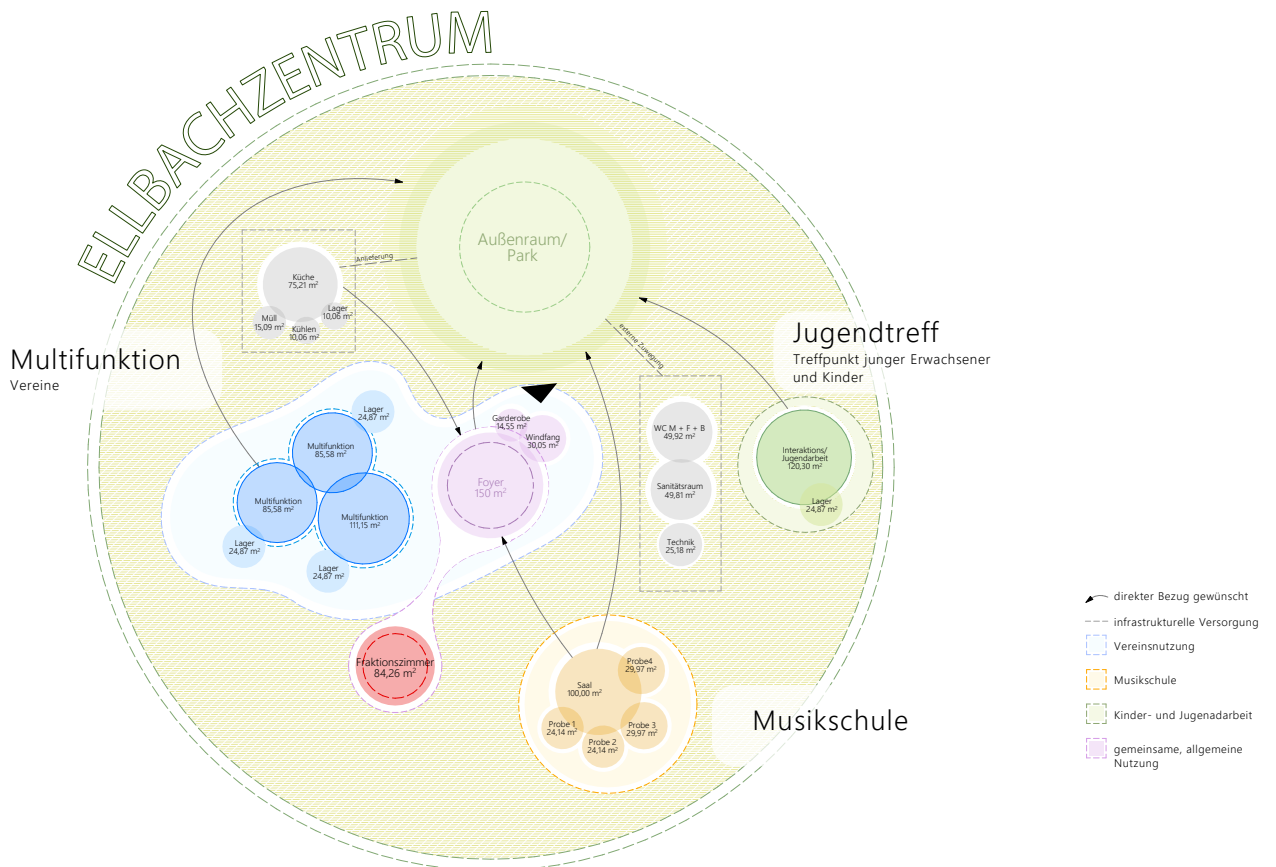 ELLBACHZENTRUM
Außenraum/
Park
Anlieferung
Küche
75,21 m²
Müll
15,09 m²
Kühlen
10,06 m²
Lager
10,06 m²
externe Zuwegung
Multifunktion
Vereine
Jugendtreff
Treffpunkt junger Erwachsener
und Kinder
Lager
24,87 m²
Multifunktion
85,58 m²
Multifunktion
85,58 m²
Multifunktion
111,15 m²
Lager
24,87 m²
Lager
24,87 m²
Garderobe
14,55 m²
Windfang
30,05 m²
Foyer
150 m²
WC M + F + B
49,92 m²
Sanitätsraum
49,81 m²
Technik
25,18 m²
Interaktions/
Jugendarbeit
120,30 m²
Lager
24,87 m²
Fraktionszimmer
84,26 m²
Saal
100,00 m²
Probe4
29,97 m²
Probe 1
24,14 m²
Probe 2
24,14 m²
Probe 3
29,97 m²
Musikschule
direkter Bezug gewünscht
infrastrukturelle Versorgung
Vereinsnutzung
Musikschule
Kinder- und Jugenadarbeit
gemeinsame, allgemeine
Nutzung